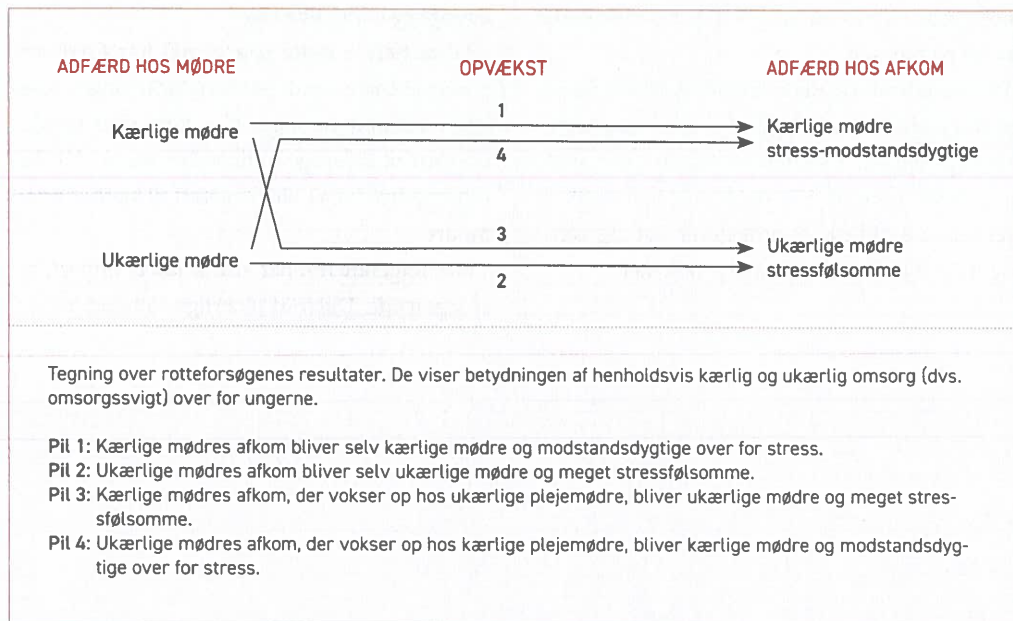 ADFÆRD HOS MØDRE OPVÆKST ADFÆRD HOS AFKOM
1
Kærlige mødre Kærlige mødre
4 stress-modstandsdygtige
3 Ukærlige mødre
Ukærlige mødre stressfølsomme
2
Tegning over rotteforsøgenes resultater. De viser betydningen af henholdsvis kærlig og ukærlig omsorg (dvs.
omsorgssvigt) over for ungerne.
Pil 1: Kærlige mødres afkom bliver selv kærlige mødre og modstandsdygtige over for stress.
Pil 2: Ukærlige mødres afkom bliver selv ukærlige mødre og meget stressfølsomme.
Pil 3: Kærlige mødres afkom, der vokser op hos ukærlige plejemødre, bliver ukærlige mødre og meget stres-
sfølsomme.
Pil 4: Ukærlige mødres afkom, der vokser op hos kærlige plejemødre, bliver kærlige mødre og modstandsdyg-
tige over for stress.